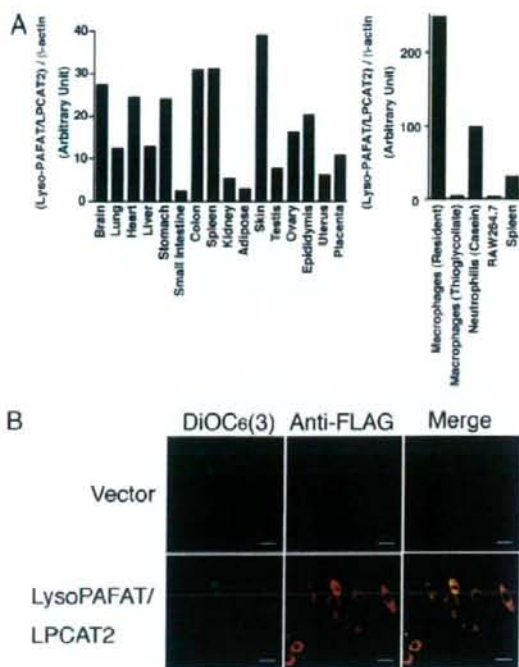 A
(Lyso-PAFAT/LPCAT2) / β-actin
(Arbitrary Unit)
40
30
20
10
0
Brain
Lung
Heart
Liver
Stomach
Small Intestine
Colon
Spleen
Kidney
Adipose
Skin
Testis
Ovary
Epididymis
Uterus
Placenta
(Lyso-PAFAT/LPCAT2) / β-actin
(Arbitrary Unit)
200
100
0
Macrophages (Resident)
Macrophages (Thioglycollate)
Neutrophils (Casein)
RAW264.7
Spleen
B
DiOC6(3) Anti-FLAG Merge
Vector
LysoPAFAT/
LPCAT2